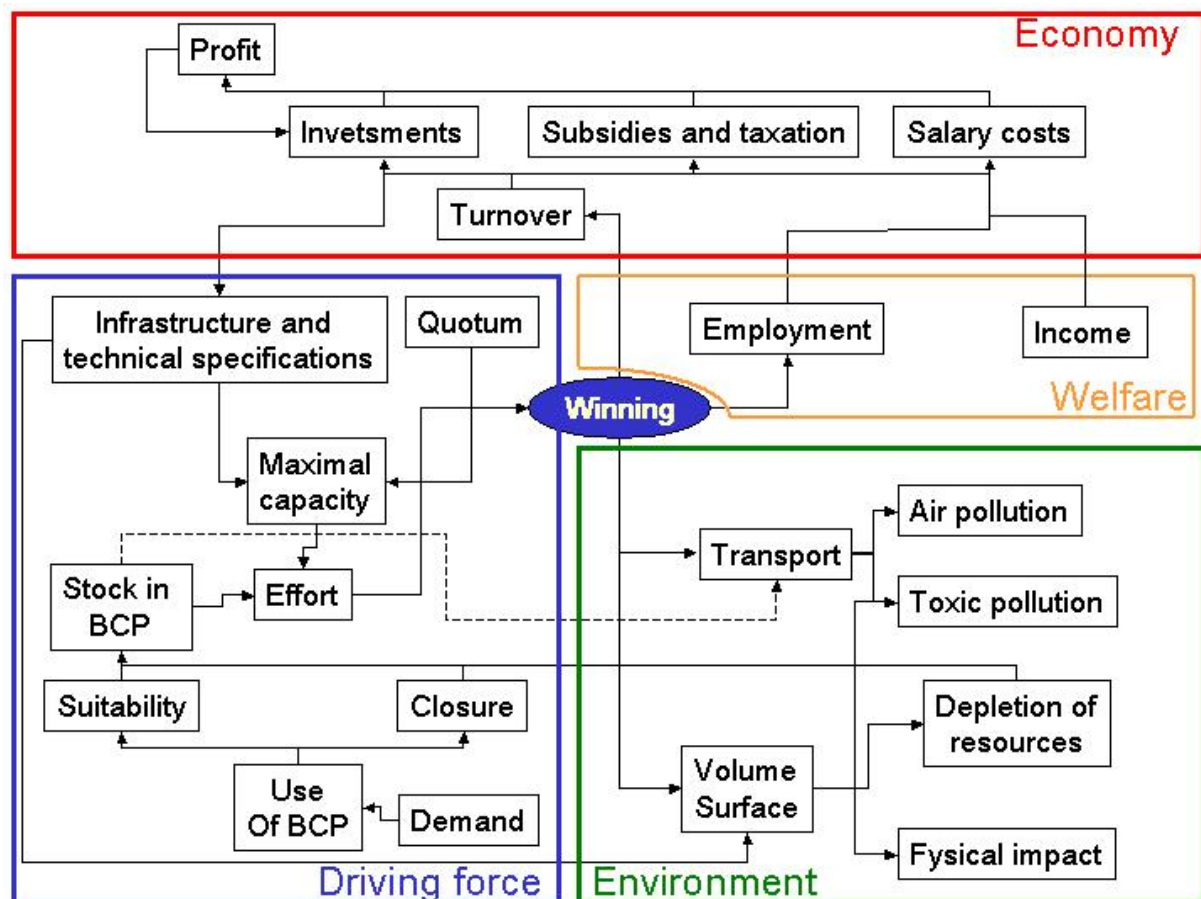 Economy
Profit
Invetsments
Subsidies and taxation
Salary costs
Turnover
Infrastructure and
technical specifications
Quotum
Employment
Income
Winning
Welfare
Maximal
capacity
Air pollution
Transport
Stock in
BCP
Effort
Toxic pollution
Suitability
Closure
Depletion of
resources
Use
Of BCP
Demand
Volume
Surface
Fysical impact
Driving force
Environment